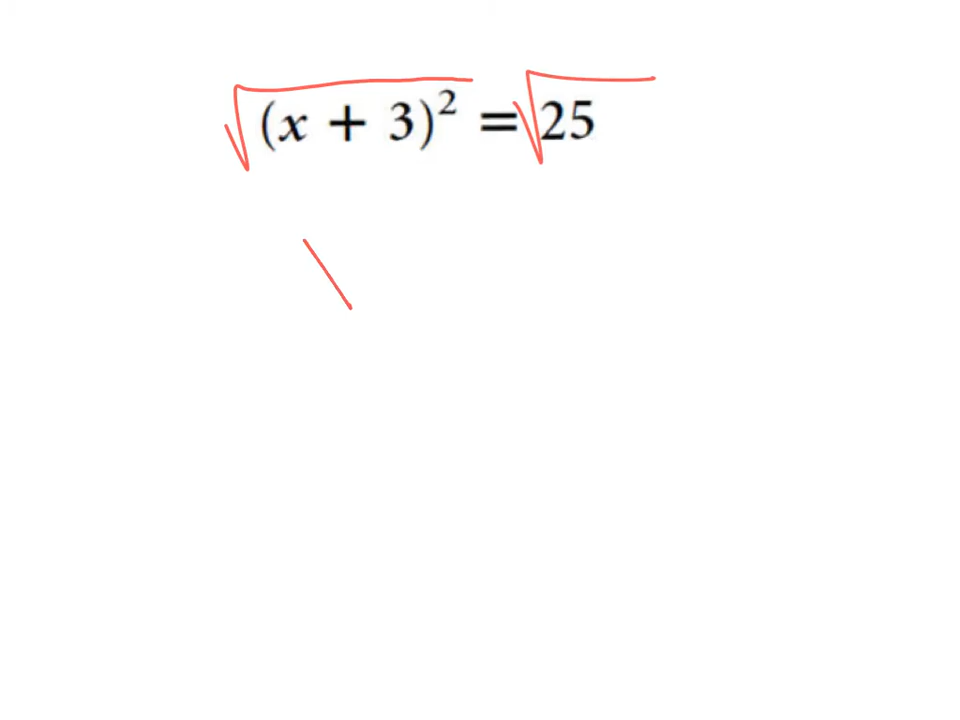 √(x + 3)² = √25